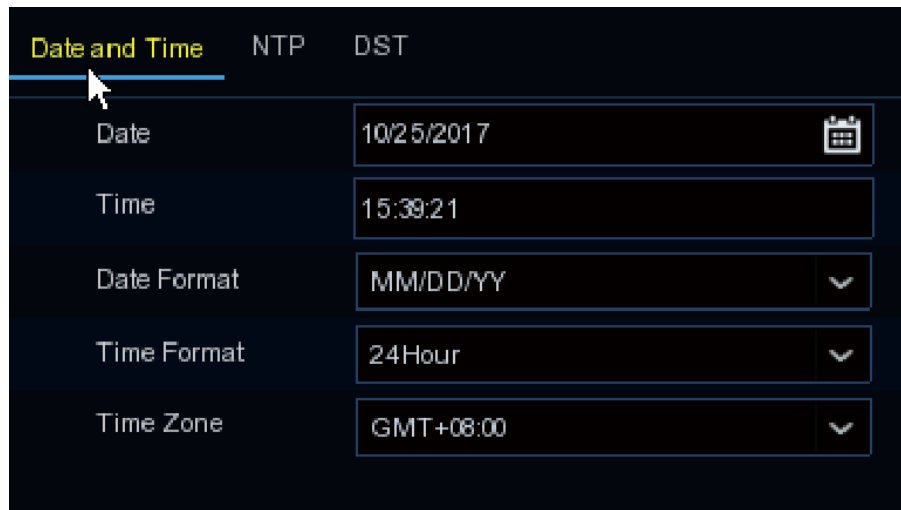 Date and Time NTP DST
Date 10/25/2017
Time 15:39:21
Date Format MM/DD/YY
Time Format 24Hour
Time Zone GMT+08:00